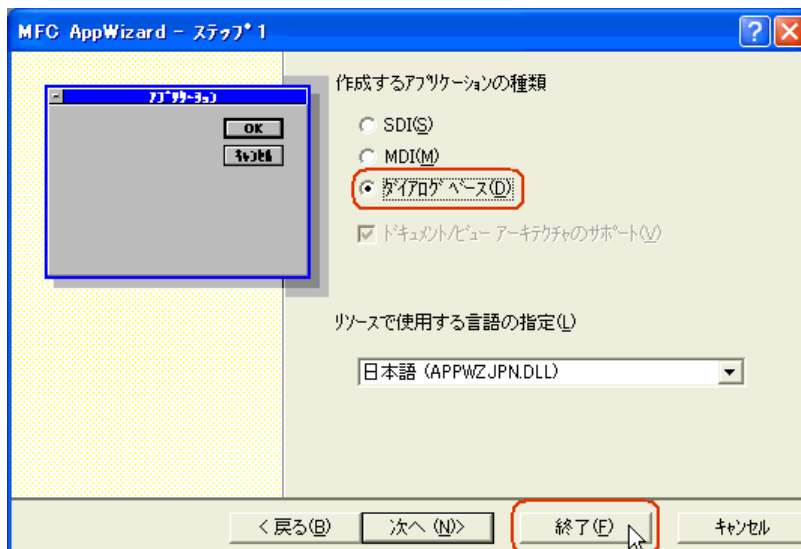 MFC AppWizard - ｽﾃｯﾌﾟ 1
ｱﾌﾟﾘｹｰｼｮﾝ
OK
ｷｬﾝｾﾙ
作成するｱﾌﾟﾘｹｰｼｮﾝの種類
SDI(S)
MDI(M)
ﾀﾞｲｱﾛｸﾞ ﾍﾞｰｽ(D)
ﾄﾞｷｭﾒﾝﾄ/ﾋﾞｭｰ ｱｰｷﾃｸﾁｬのｻﾎﾟｰﾄ(V)
ﾘｿｰｽで使用する言語の指定(L)
日本語 (APPWZJPN.DLL)
< 戻る(B)
次へ (N)>
終了(F)
ｷｬﾝｾﾙ